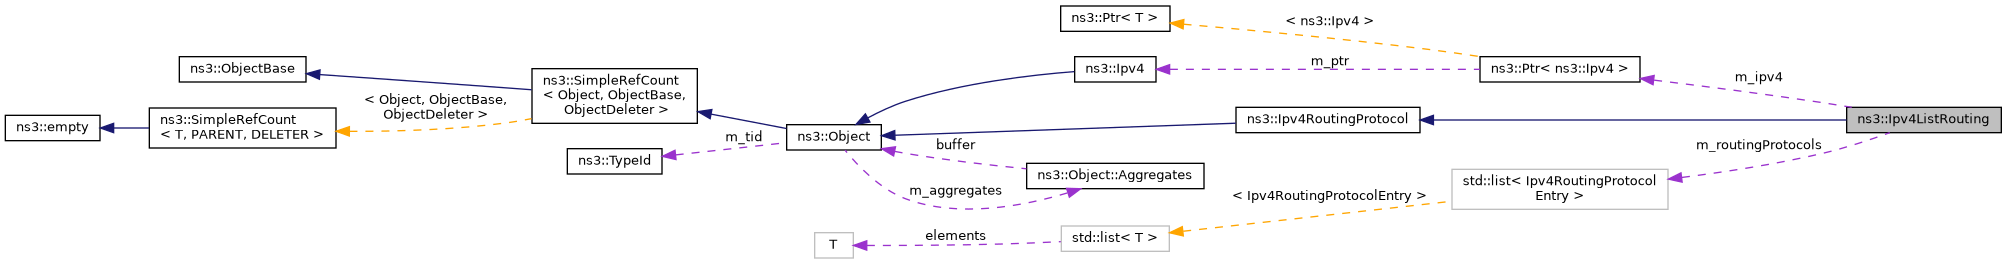 ns3::Ptr< T >
< ns3::Ipv4 >
ns3::ObjectBase
ns3::SimpleRefCount
< Object, ObjectBase,
ObjectDeleter >
ns3::Ipv4
m_ptr
ns3::Ptr< ns3::Ipv4 >
m_ipv4
< Object, ObjectBase,
ObjectDeleter >
ns3::empty
ns3::SimpleRefCount
< T, PARENT, DELETER >
ns3::Ipv4RoutingProtocol
ns3::Ipv4ListRouting
m_tid
ns3::Object
buffer
m_routingProtocols
ns3::TypeId
ns3::Object::Aggregates
m_aggregates
std::list< Ipv4RoutingProtocol
Entry >
< Ipv4RoutingProtocolEntry >
T
elements
std::list< T >